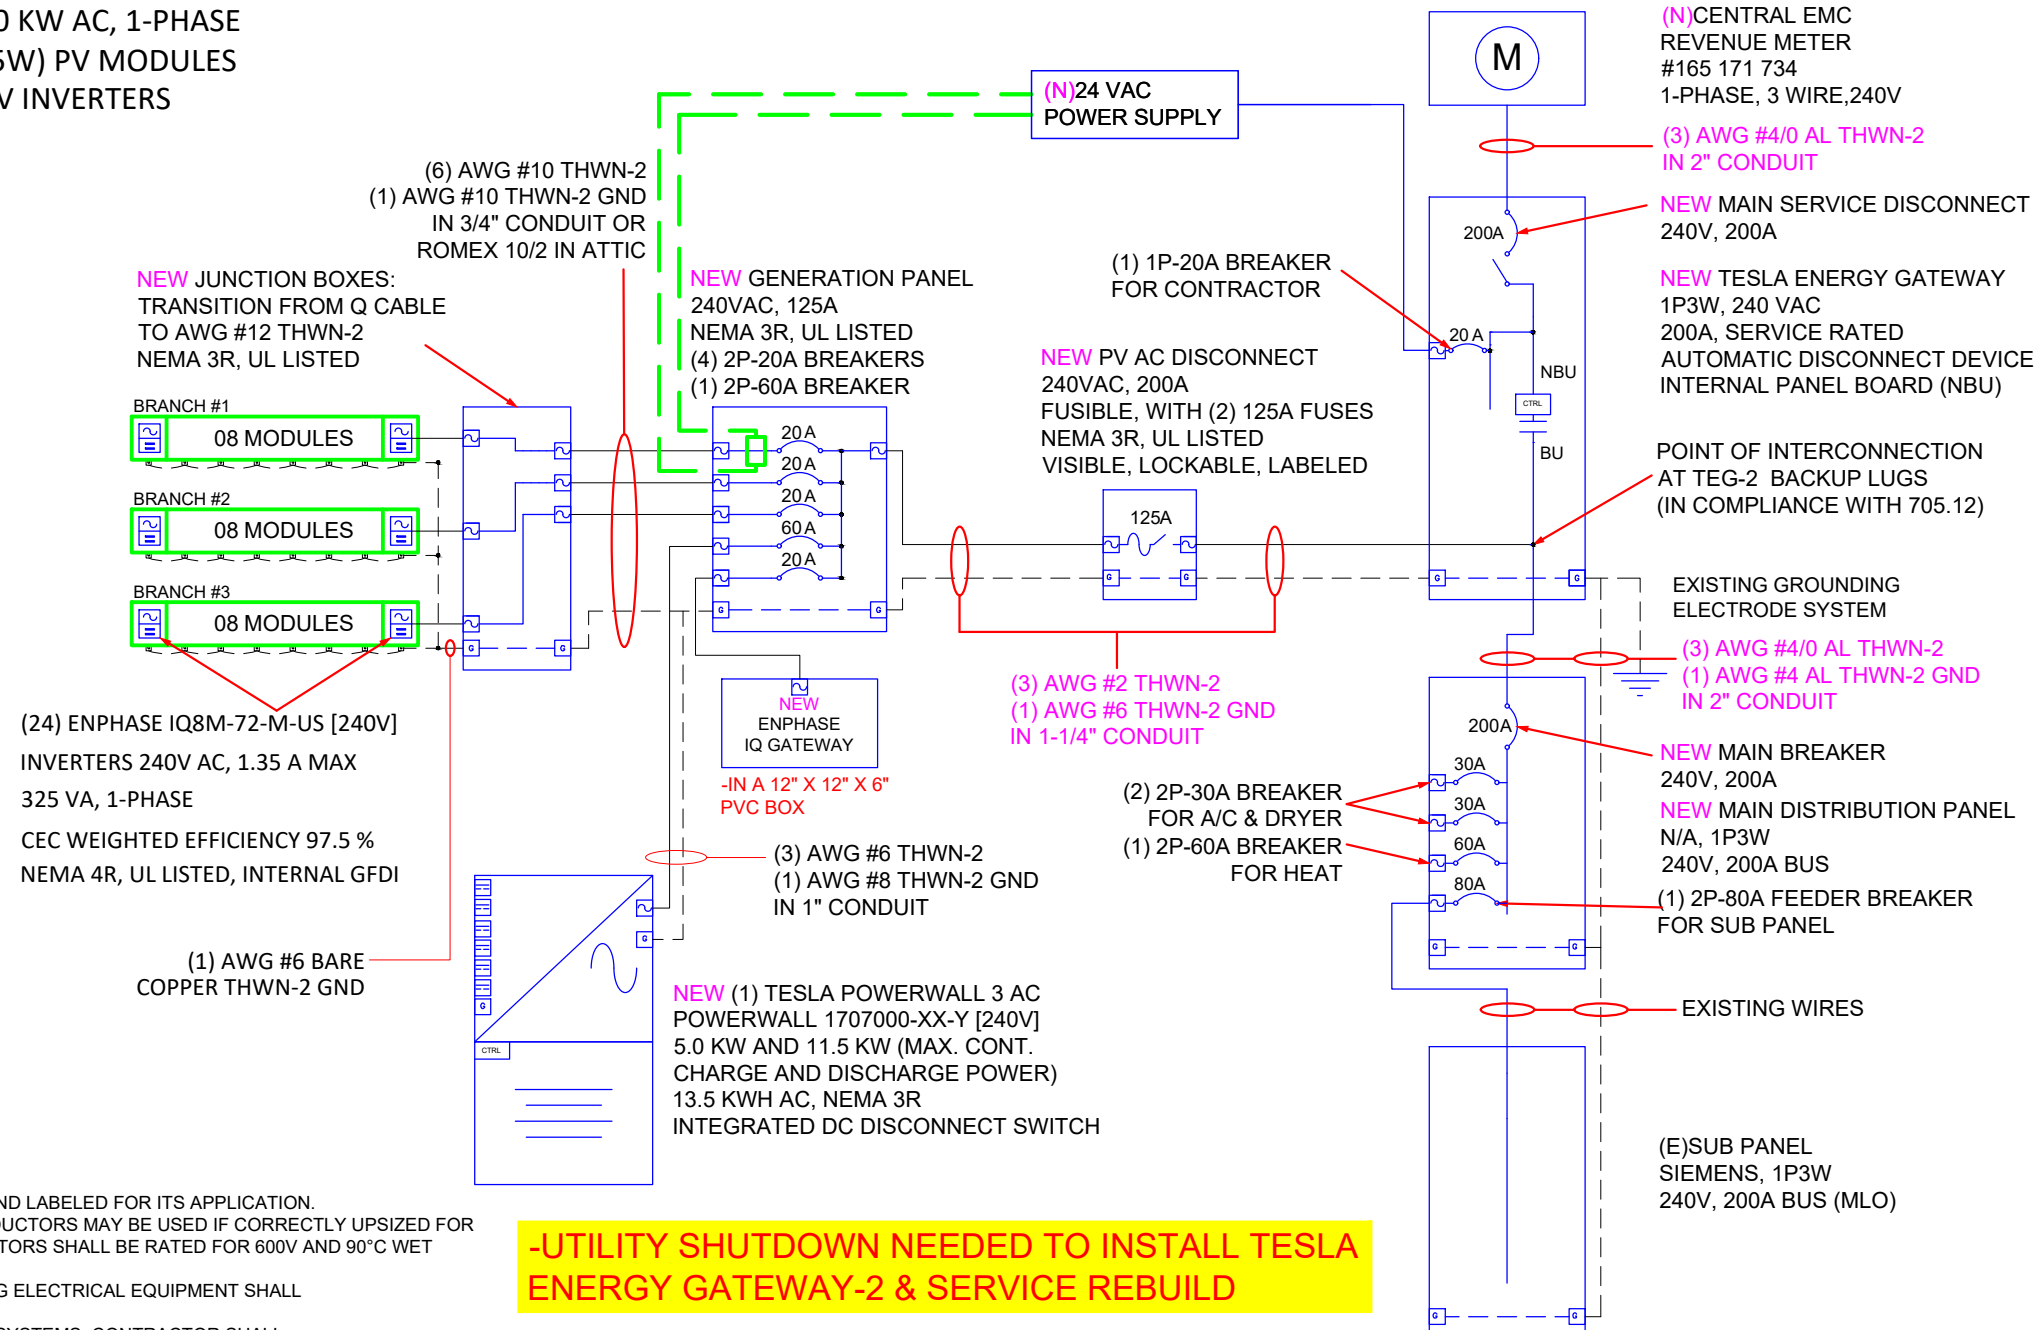 0 KW AC, 1-PHASE
5W) PV MODULES
V INVERTERS
(6) AWG #10 THWN-2
(1) AWG #10 THWN-2 GND
IN 3/4" CONDUIT OR
ROMEX 10/2 IN ATTIC
NEW JUNCTION BOXES:
TRANSITION FROM Q CABLE
TO AWG #12 THWN-2
NEMA 3R, UL LISTED
BRANCH #1
08 MODULES
BRANCH #2
08 MODULES
BRANCH #3
08 MODULES
(24) ENPHASE IQ8M-72-M-US [240V]
INVERTERS 240V AC, 1.35 A MAX
325 VA, 1-PHASE
CEC WEIGHTED EFFICIENCY 97.5 %
NEMA 4R, UL LISTED, INTERNAL GFDI
(1) AWG #6 BARE
COPPER THWN-2 GND
G
G
NEW GENERATION PANEL
240VAC, 125A
NEMA 3R, UL LISTED
(4) 2P-20A BREAKERS
(1) 2P-60A BREAKER
20A
20A
20A
60A
20A
G
G
NEW
ENPHASE
IQ GATEWAY
-IN A 12" X 12" X 6"
PVC BOX
(3) AWG #6 THWN-2
(1) AWG #8 THWN-2 GND
IN 1" CONDUIT
G
G
CTRL
NEW (1) TESLA POWERWALL 3 AC
POWERWALL 1707000-XX-Y [240V]
5.0 KW AND 11.5 KW (MAX. CONT.
CHARGE AND DISCHARGE POWER)
13.5 KWH AC, NEMA 3R
INTEGRATED DC DISCONNECT SWITCH
(N)24 VAC
POWER SUPPLY
(1) 1P-20A BREAKER
FOR CONTRACTOR
NEW PV AC DISCONNECT
240VAC, 200A
FUSIBLE, WITH (2) 125A FUSES
NEMA 3R, UL LISTED
VISIBLE, LOCKABLE, LABELED
125A
G
G
(3) AWG #2 THWN-2
(1) AWG #6 THWN-2 GND
IN 1-1/4" CONDUIT
(2) 2P-30A BREAKER
FOR A/C & DRYER
(1) 2P-60A BREAKER
FOR HEAT
M
200A
20A
NBU
CTRL
BU
G
G
200A
30A
30A
60A
80A
G
G
G
G
(N)CENTRAL EMC
REVENUE METER
#165 171 734
1-PHASE, 3 WIRE,240V
(3) AWG #4/0 AL THWN-2
IN 2" CONDUIT
NEW MAIN SERVICE DISCONNECT
240V, 200A
NEW TESLA ENERGY GATEWAY
1P3W, 240 VAC
200A, SERVICE RATED
AUTOMATIC DISCONNECT DEVICE
INTERNAL PANEL BOARD (NBU)
POINT OF INTERCONNECTION
AT TEG-2 BACKUP LUGS
(IN COMPLIANCE WITH 705.12)
EXISTING GROUNDING
ELECTRODE SYSTEM
(3) AWG #4/0 AL THWN-2
(1) AWG #4 AL THWN-2 GND
IN 2" CONDUIT
NEW MAIN BREAKER
240V, 200A
NEW MAIN DISTRIBUTION PANEL
N/A, 1P3W
240V, 200A BUS
(1) 2P-80A FEEDER BREAKER
FOR SUB PANEL
EXISTING WIRES
(E)SUB PANEL
SIEMENS, 1P3W
240V, 200A BUS (MLO)
ND LABELED FOR ITS APPLICATION.
DUCTORS MAY BE USED IF CORRECTLY UPSIZED FOR
TORS SHALL BE RATED FOR 600V AND 90°C WET
G ELECTRICAL EQUIPMENT SHALL
-UTILITY SHUTDOWN NEEDED TO INSTALL TESLA
ENERGY GATEWAY-2 & SERVICE REBUILD